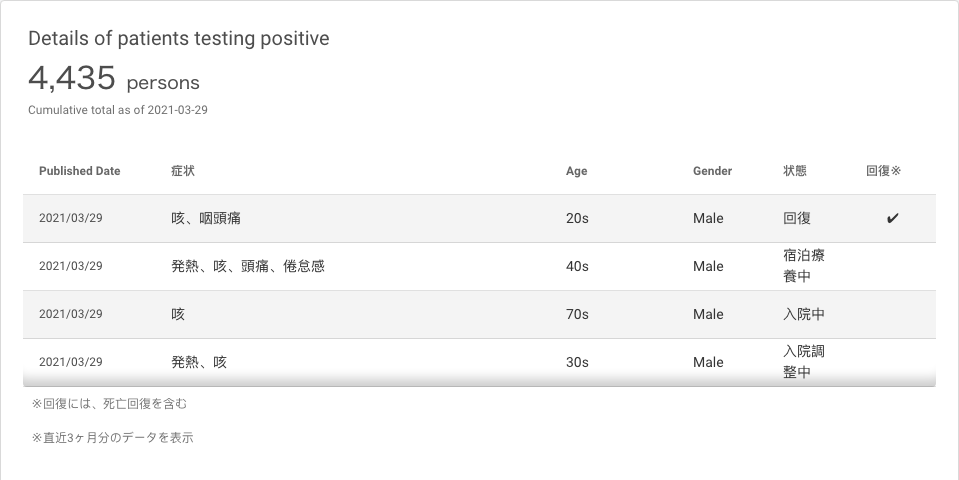 Details of patients testing positive
4,435 persons
Cumulative total as of 2021-03-29
Published Date 症状 Age Gender 状態 回復※
2021/03/29 咳、咽頭痛 20s Male 回復 ✔
2021/03/29 発熱、咳、頭痛、倦怠感 40s Male 宿泊療
養中
2021/03/29 咳 70s Male 入院中
2021/03/29 発熱、咳 30s Male 入院調
整中
※回復には、死亡回復を含む
※直近3ヶ月分のデータを表示